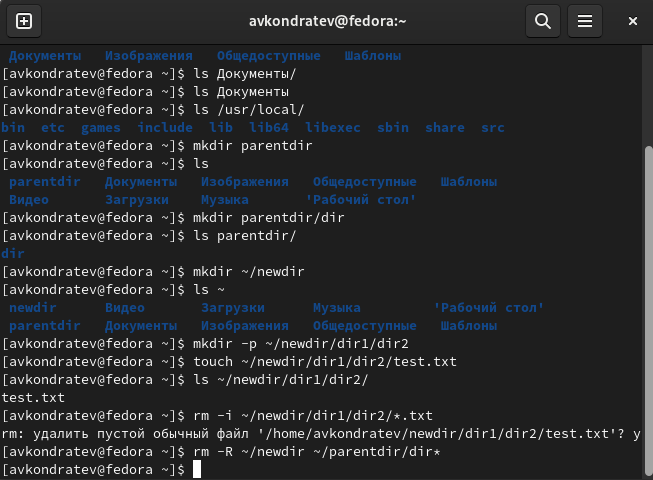 avkondratev@fedora:~
Документы Изображения Общедоступные Шаблоны
[avkondratev@fedora ~]$ ls Документы/
[avkondratev@fedora ~]$ ls Документы
[avkondratev@fedora ~]$ ls /usr/local/
bin etc games include lib lib64 libexec sbin share src
[avkondratev@fedora ~]$ mkdir parentdir
[avkondratev@fedora ~]$ ls
parentdir Документы Изображения Общедоступные Шаблоны
Видео Загрузки Музыка 'Рабочий стол'
[avkondratev@fedora ~]$ mkdir parentdir/dir
[avkondratev@fedora ~]$ ls parentdir/
dir
[avkondratev@fedora ~]$ mkdir ~/newdir
[avkondratev@fedora ~]$ ls ~
newdir Видео Загрузки Музыка 'Рабочий стол'
parentdir Документы Изображения Общедоступные Шаблоны
[avkondratev@fedora ~]$ mkdir -p ~/newdir/dir1/dir2
[avkondratev@fedora ~]$ touch ~/newdir/dir1/dir2/test.txt
[avkondratev@fedora ~]$ ls ~/newdir/dir1/dir2/
test.txt
[avkondratev@fedora ~]$ rm -i ~/newdir/dir1/dir2/*.txt
rm: удалить пустой обычный файл '/home/avkondratev/newdir/dir1/dir2/test.txt'? y
[avkondratev@fedora ~]$ rm -R ~/newdir ~/parentdir/dir*
[avkondratev@fedora ~]$